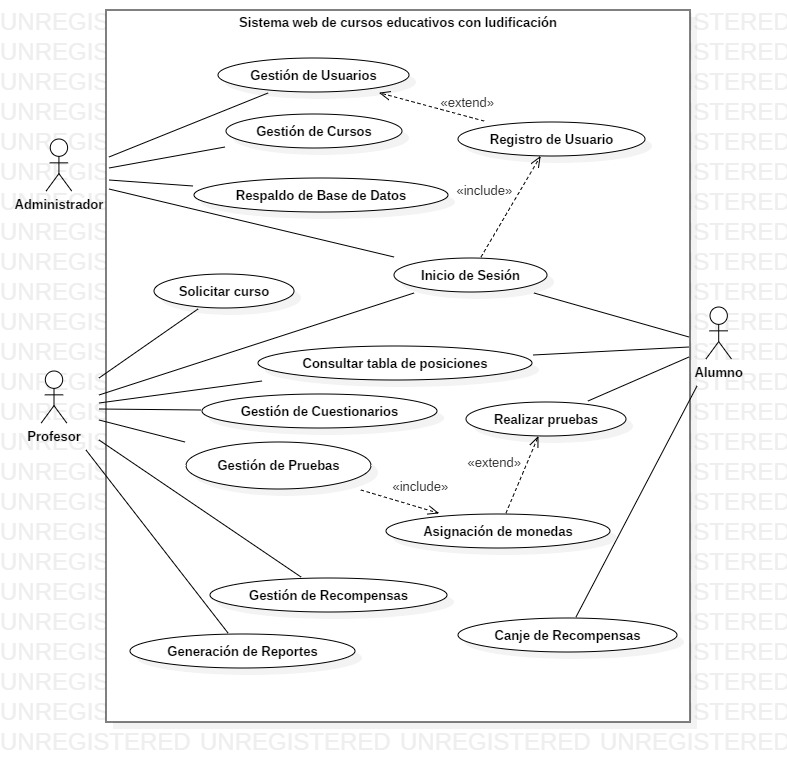 Sistema web de cursos educativos con ludificación
Gestión de Usuarios
«extend»
Gestión de Cursos
Registro de Usuario
Administrador
Respaldo de Base de Datos
«include»
Inicio de Sesión
Solicitar curso
Consultar tabla de posiciones
Alumno
Gestión de Cuestionarios
Realizar pruebas
Profesor
Gestión de Pruebas
«extend»
«include»
Asignación de monedas
Gestión de Recompensas
Canje de Recompensas
Generación de Reportes
UNREGISTERED UNREGISTERED UNREGISTERED UNREGISTERED